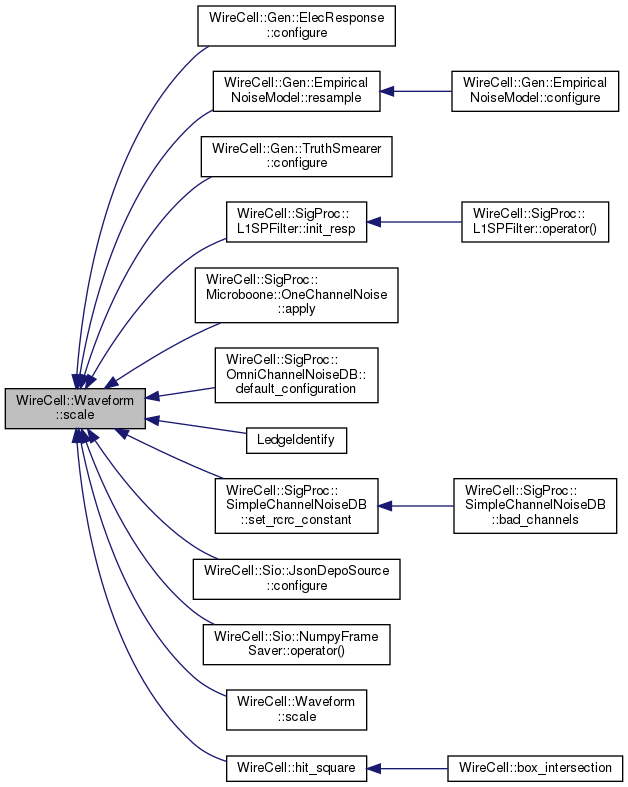 WireCell::Gen::ElecResponse
::configure
WireCell::Gen::Empirical
NoiseModel::resample
WireCell::Gen::Empirical
NoiseModel::configure
WireCell::Gen::TruthSmearer
::configure
WireCell::SigProc::
L1SPFilter::init_resp
WireCell::SigProc::
L1SPFilter::operator()
WireCell::SigProc::
Microboone::OneChannelNoise
::apply
WireCell::SigProc::
OmniChannelNoiseDB::
default_configuration
WireCell::Waveform
::scale
LedgeIdentify
WireCell::SigProc::
SimpleChannelNoiseDB
::set_rcrc_constant
WireCell::SigProc::
SimpleChannelNoiseDB
::bad_channels
WireCell::Sio::JsonDepoSource
::configure
WireCell::Sio::NumpyFrame
Saver::operator()
WireCell::Waveform
::scale
WireCell::hit_square
WireCell::box_intersection